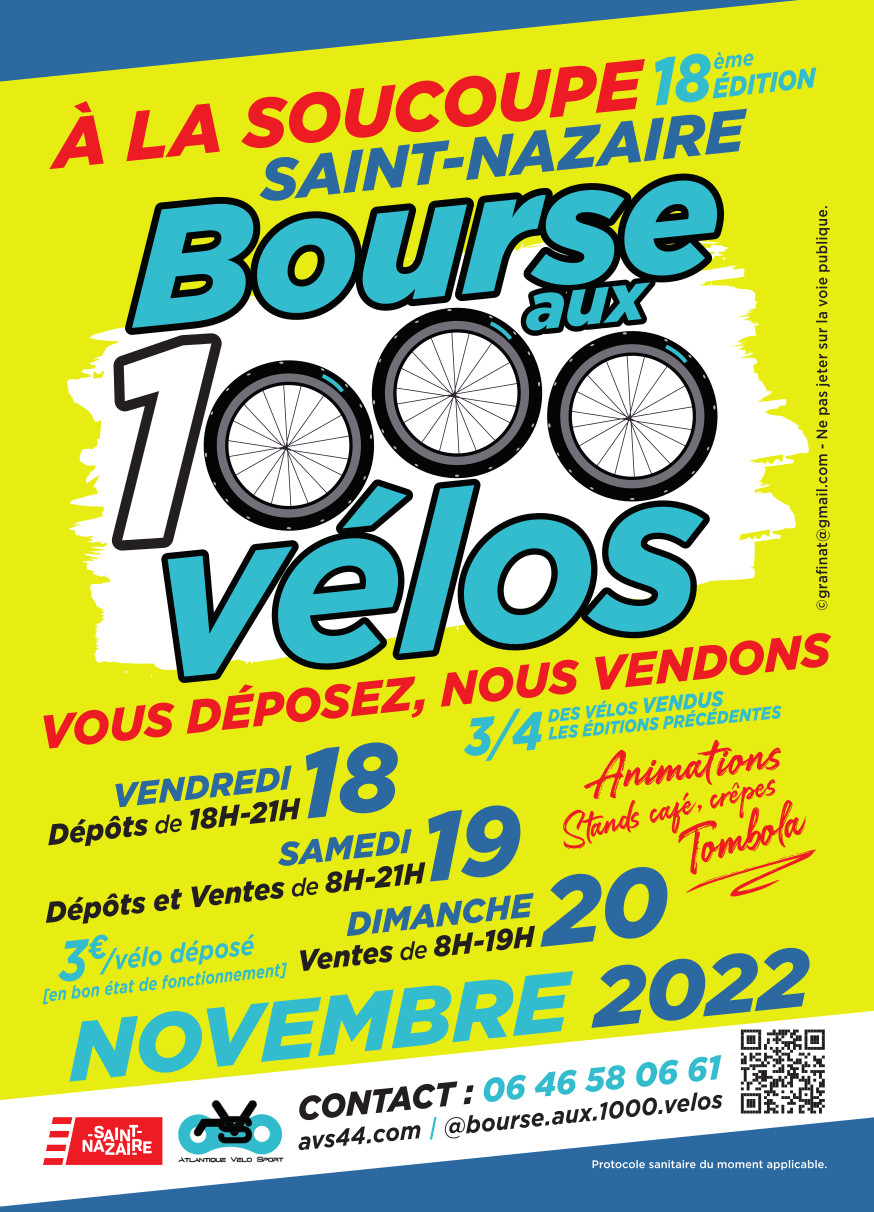 À LA SOUCOUPE 18ème ÉDITION
SAINT-NAZAIRE
Bourse
aux
1000
vélos
VOUS DÉPOSEZ, NOUS VENDONS
3/4 DES VÉLOS VENDUS
LES ÉDITIONS PRÉCÉDENTES
VENDREDI 18
Dépôts de 18H-21H
SAMEDI 19
Dépôts et Ventes de 8H-21H
DIMANCHE 20
Ventes de 8H-19H
Animations
Stands café, crêpes
Tombola
3€/vélo déposé
[en bon état de fonctionnement]
NOVEMBRE 2022
CONTACT : 06 46 58 06 61
avs44.com | @bourse.aux.1000.velos
-SAINT-
NAZAIRE
ATLANTIQUE VELO SPORT
Protocole sanitaire du moment applicable.
©grafinat@gmail.com - Ne pas jeter sur la voie publique.